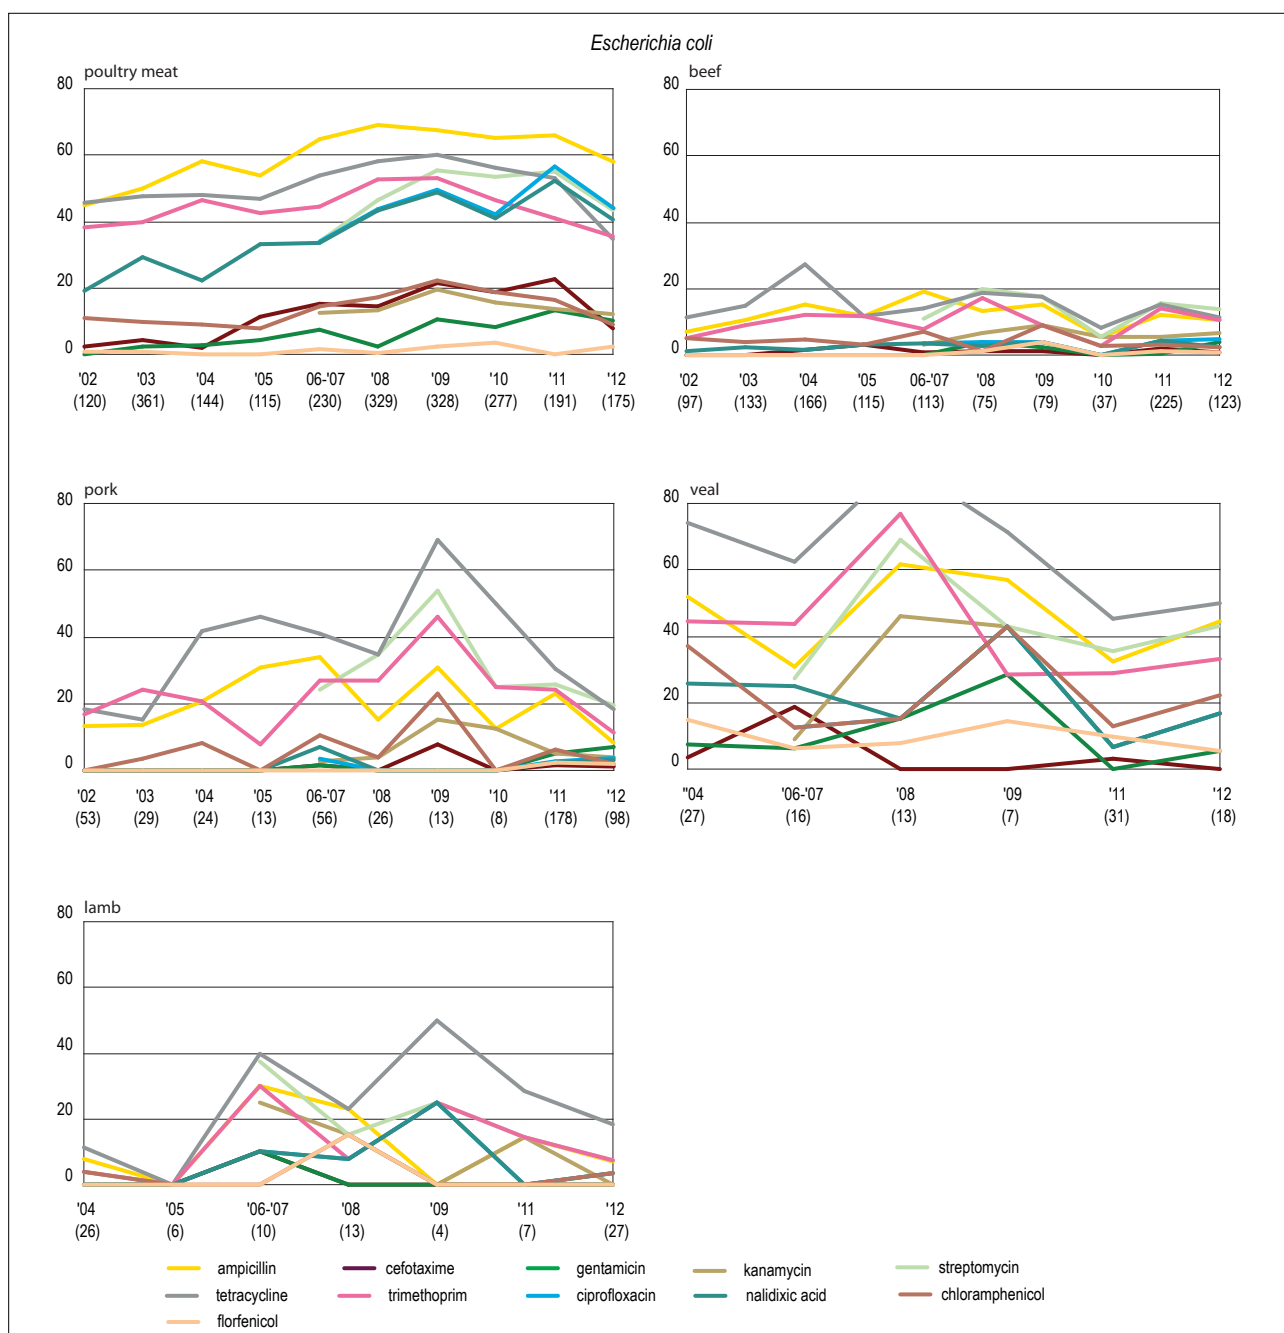 Escherichia coli
poultry meat
80
60
40
20
0
'02 '03 '04 '05 06-'07 '08 '09 '10 '11 '12
(120) (361) (144) (115) (230) (329) (328) (277) (191) (175)
beef
80
60
40
20
0
'02 '03 '04 '05 06-'07 '08 '09 '10 '11 '12
(97) (133) (166) (115) (113) (75) (79) (37) (225) (123)
pork
80
60
40
20
0
'02 '03 '04 '05 06-'07 '08 '09 '10 '11 '12
(53) (29) (24) (13) (56) (26) (13) (8) (178) (98)
veal
80
60
40
20
0
"04 '06-'07 '08 '09 '11 '12
(27) (16) (13) (7) (31) (18)
lamb
80
60
40
20
0
'04 '05 '06-'07 '08 '09 '11 '12
(26) (6) (10) (13) (4) (7) (27)
ampicillin cefotaxime gentamicin kanamycin streptomycin
tetracycline trimethoprim ciprofloxacin nalidixic acid chloramphenicol
florfenicol